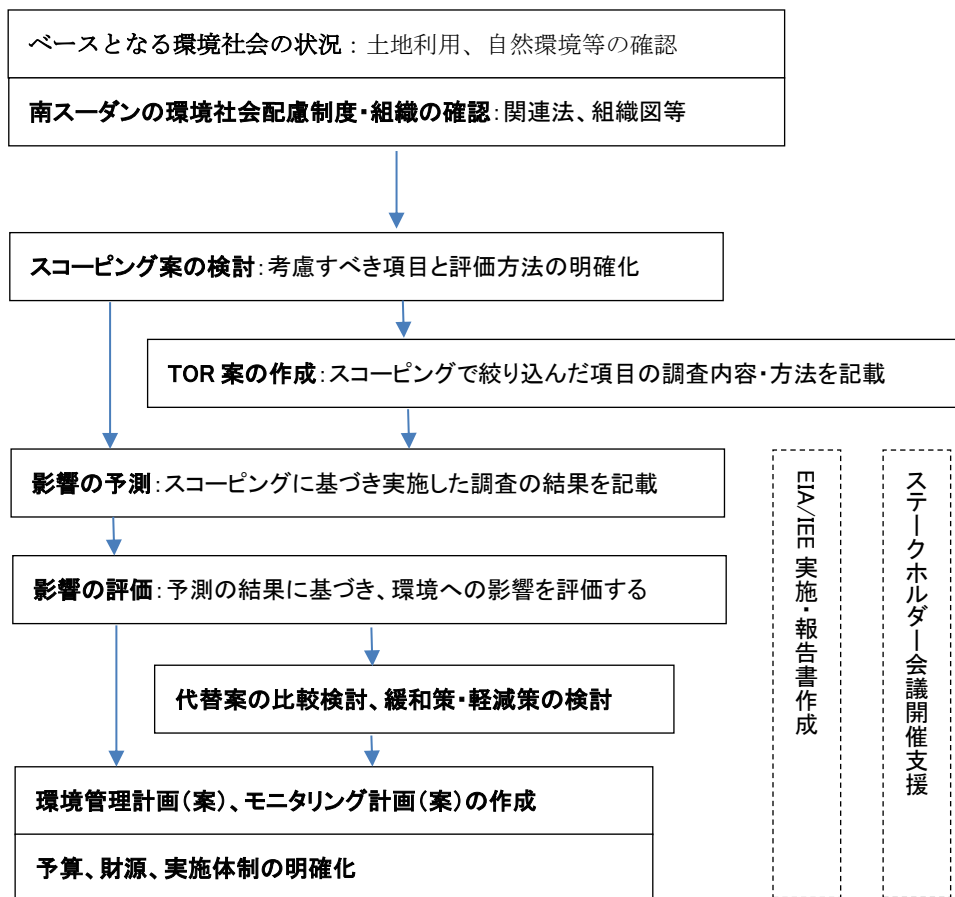 ベースとなる環境社会の状況：土地利用、自然環境等の確認
南スーダンの環境社会配慮制度・組織の確認：関連法、組織図等
スコーピング案の検討：考慮すべき項目と評価方法の明確化
TOR 案の作成：スコーピングで絞り込んだ項目の調査内容・方法を記載
影響の予測：スコーピングに基づき実施した調査の結果を記載
影響の評価：予測の結果に基づき、環境への影響を評価する
代替案の比較検討、緩和策・軽減策の検討
環境管理計画（案）、モニタリング計画（案）の作成
予算、財源、実施体制の明確化
EIA/IEE 実施・報告書作成
ステークホルダー会議開催支援